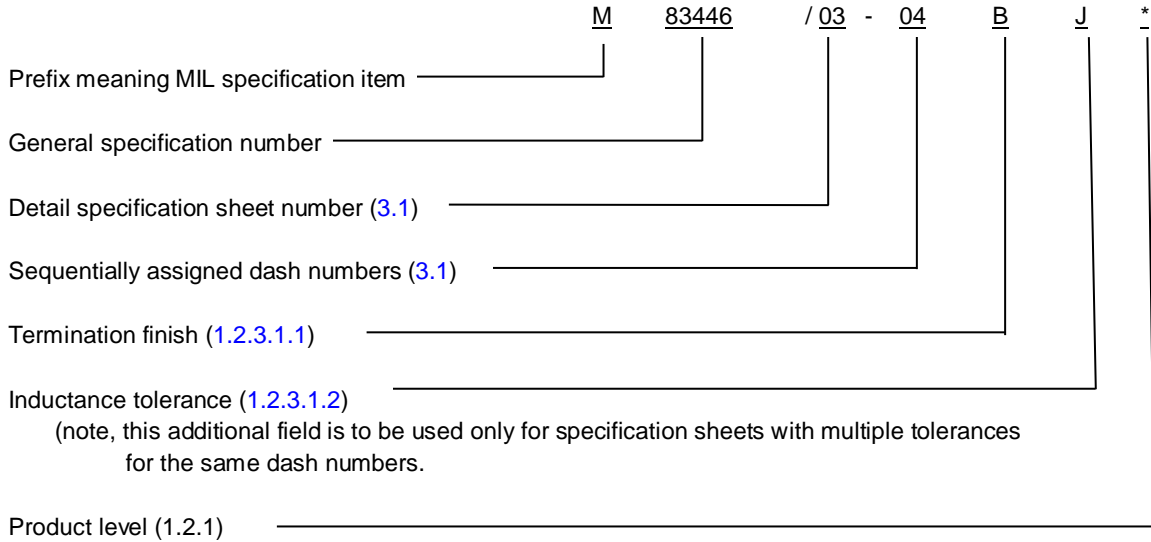 M 83446 / 03 - 04 B J *
Prefix meaning MIL specification item
General specification number
Detail specification sheet number (3.1)
Sequentially assigned dash numbers (3.1)
Termination finish (1.2.3.1.1)
Inductance tolerance (1.2.3.1.2)
(note, this additional field is to be used only for specification sheets with multiple tolerances
for the same dash numbers.
Product level (1.2.1)